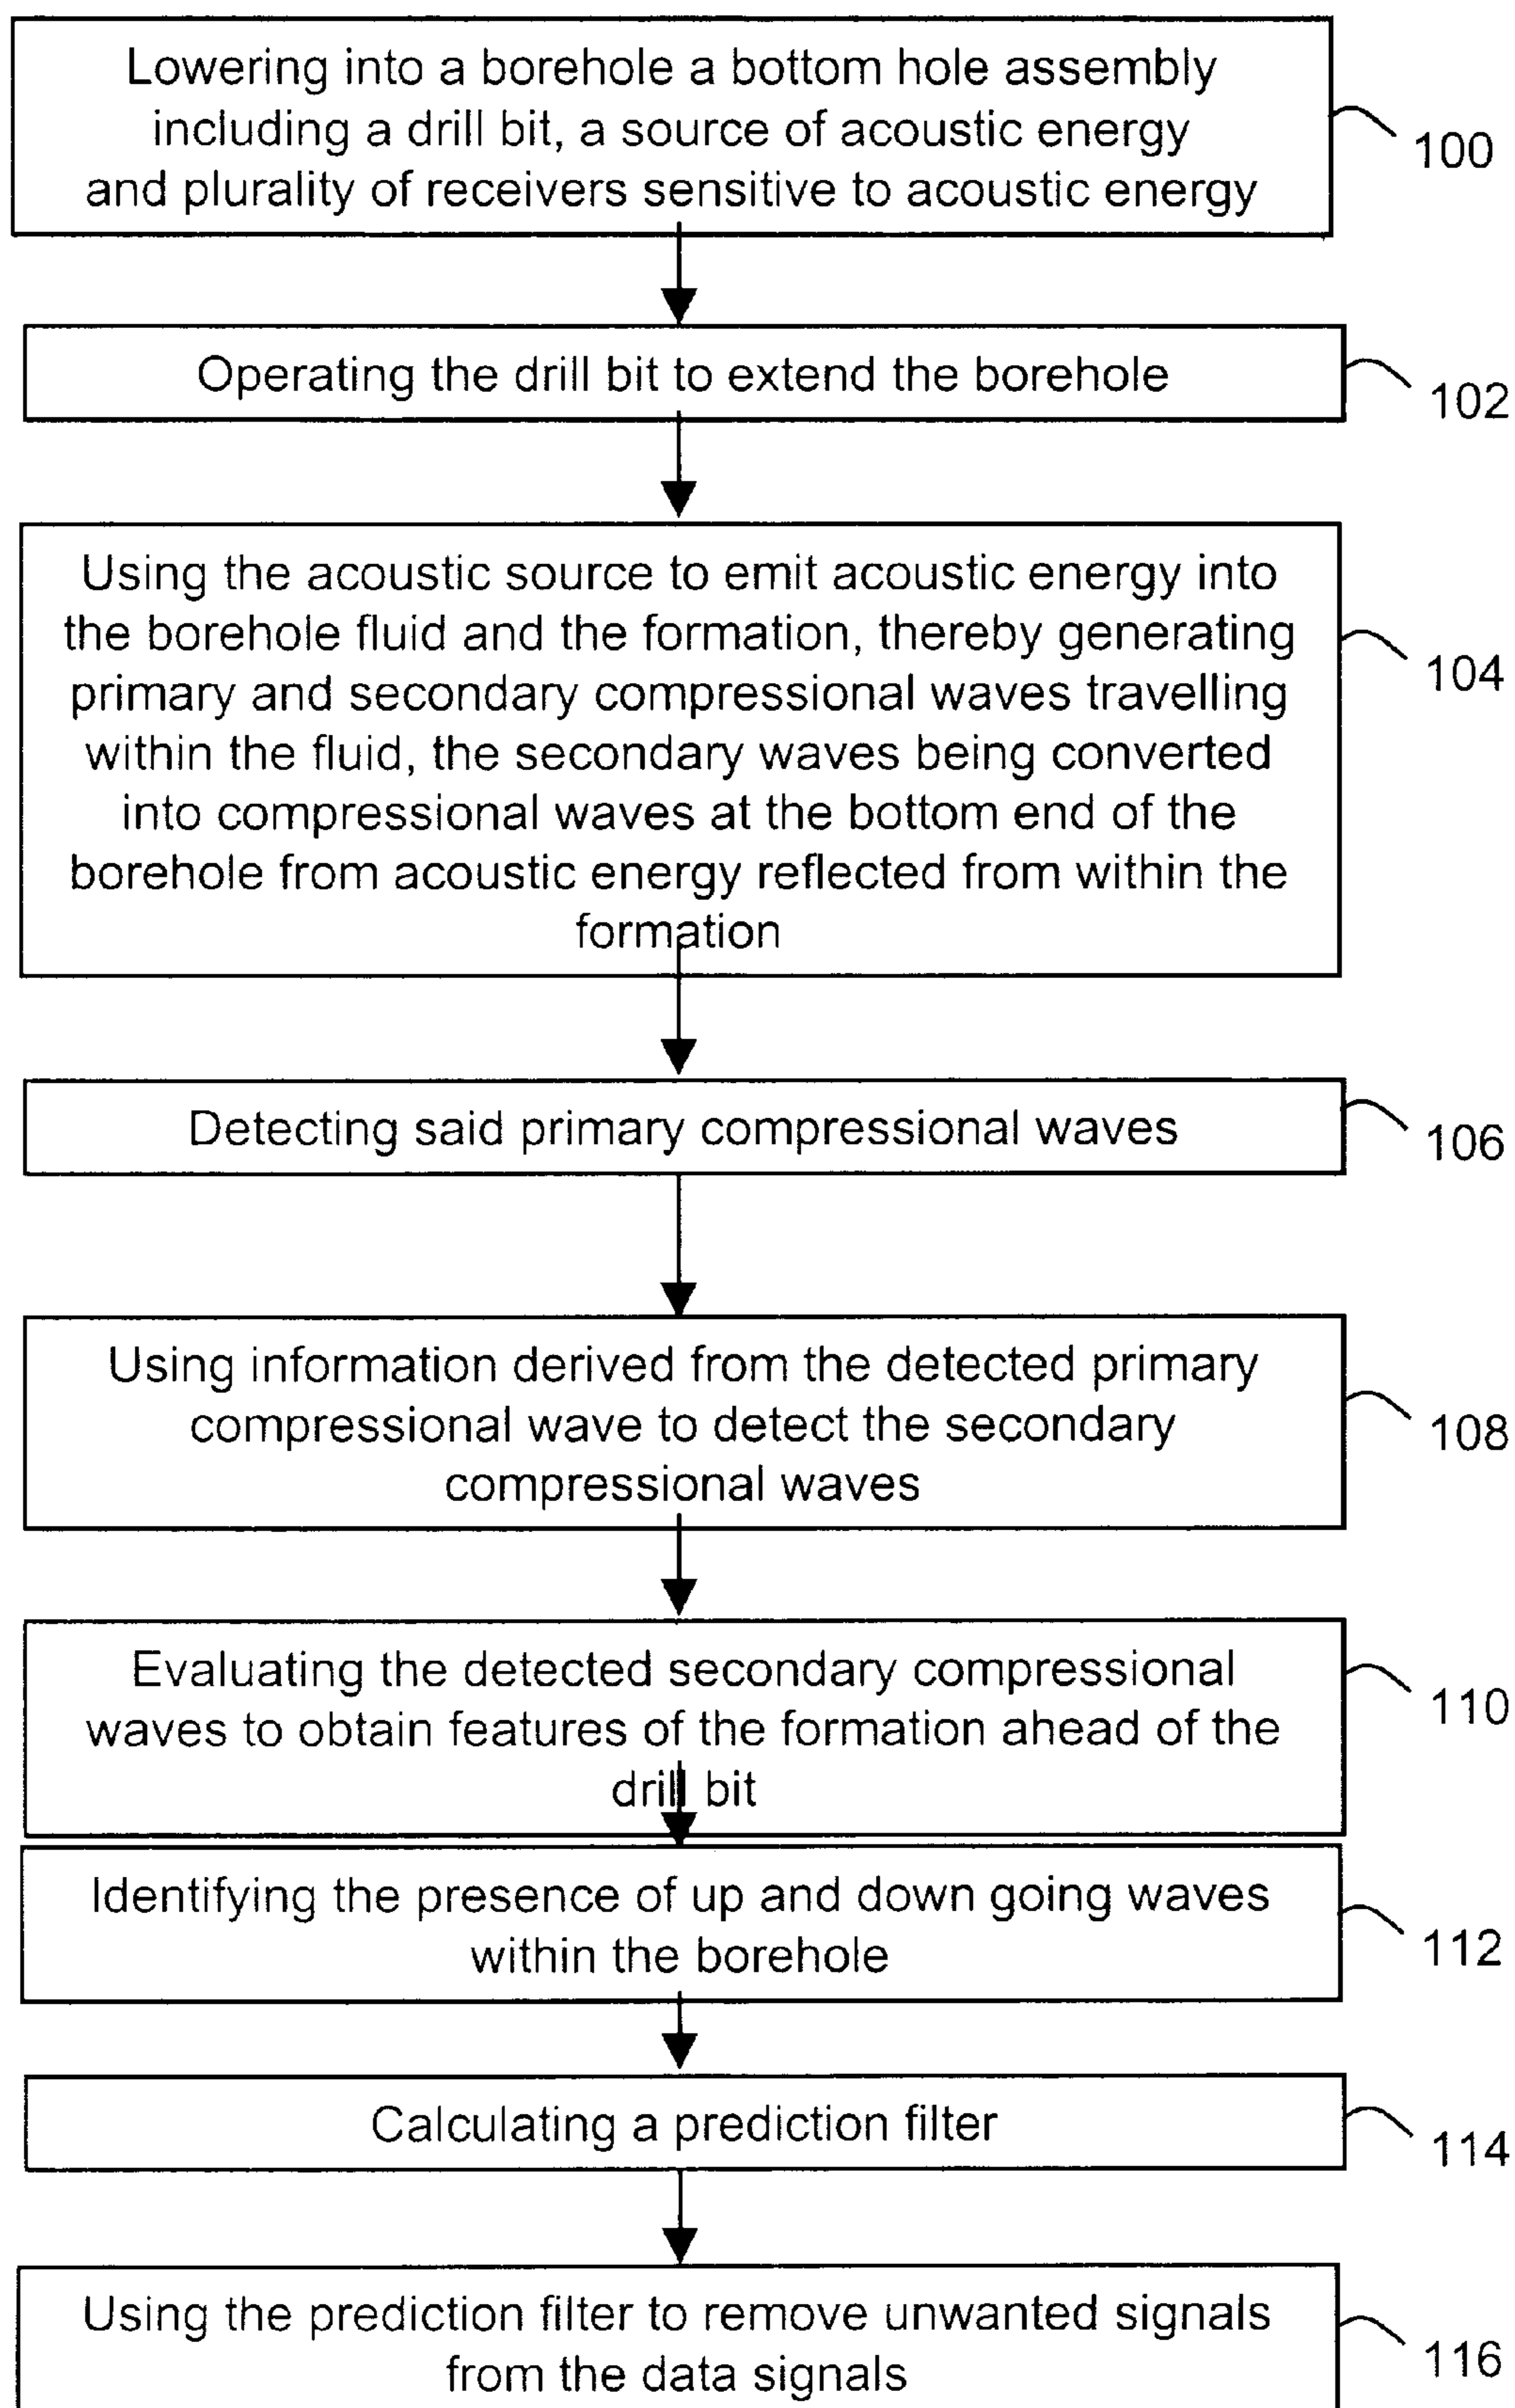 Lowering into a borehole a bottom hole assembly
including a drill bit, a source of acoustic energy
and plurality of receivers sensitive to acoustic energy
100
Operating the drill bit to extend the borehole
102
Using the acoustic source to emit acoustic energy into
the borehole fluid and the formation, thereby generating
primary and secondary compressional waves travelling
within the fluid, the secondary waves being converted
into compressional waves at the bottom end of the
borehole from acoustic energy reflected from within the
formation
104
Detecting said primary compressional waves
106
Using information derived from the detected primary
compressional wave to detect the secondary
compressional waves
108
Evaluating the detected secondary compressional
waves to obtain features of the formation ahead of the
drill bit
110
Identifying the presence of up and down going waves
within the borehole
112
Calculating a prediction filter
114
Using the prediction filter to remove unwanted signals
from the data signals
116